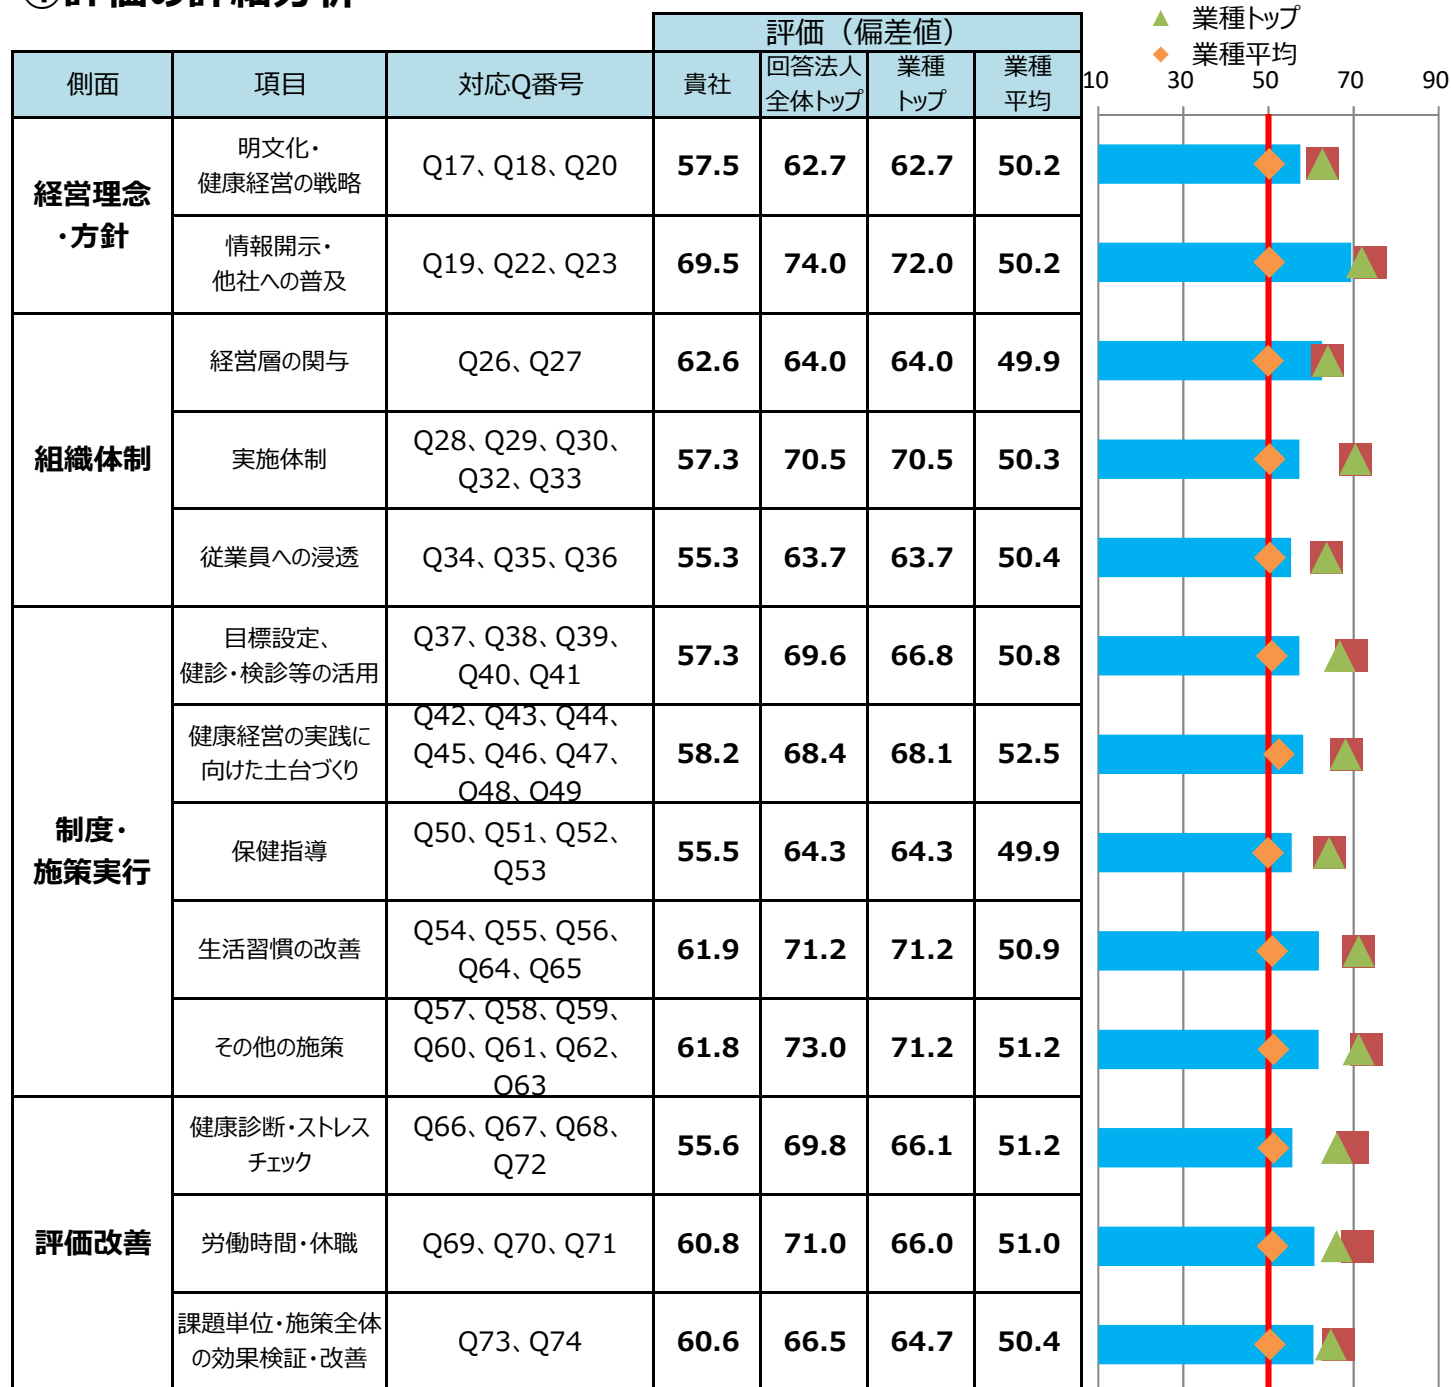 ①評価の詳細分析
業種トップ
業種平均
評価（偏差値）
側面 項目 対応Q番号 貴社 回答法人 業種 業種
全体トップ トップ 平均
10 30 50 70 90
経営理念
・方針
明文化・
健康経営の戦略
Q17、Q18、Q20 57.5 62.7 62.7 50.2
情報開示・
他社への普及
Q19、Q22、Q23 69.5 74.0 72.0 50.2
組織体制
経営層の関与 Q26、Q27 62.6 64.0 64.0 49.9
実施体制
Q28、Q29、Q30、
Q32、Q33
57.3 70.5 70.5 50.3
従業員への浸透 Q34、Q35、Q36 55.3 63.7 63.7 50.4
制度・
施策実行
目標設定、
健診・検診等の活用
Q37、Q38、Q39、
Q40、Q41
57.3 69.6 66.8 50.8
健康経営の実践に
向けた土台づくり
Q42、Q43、Q44、
Q45、Q46、Q47、
Q48、Q49
58.2 68.4 68.1 52.5
保健指導
Q50、Q51、Q52、
Q53
55.5 64.3 64.3 49.9
生活習慣の改善
Q54、Q55、Q56、
Q64、Q65
61.9 71.2 71.2 50.9
その他の施策
Q57、Q58、Q59、
Q60、Q61、Q62、
Q63
61.8 73.0 71.2 51.2
評価改善
健康診断・ストレス
チェック
Q66、Q67、Q68、
Q72
55.6 69.8 66.1 51.2
労働時間・休職 Q69、Q70、Q71 60.8 71.0 66.0 51.0
課題単位・施策全体
の効果検証・改善
Q73、Q74 60.6 66.5 64.7 50.4